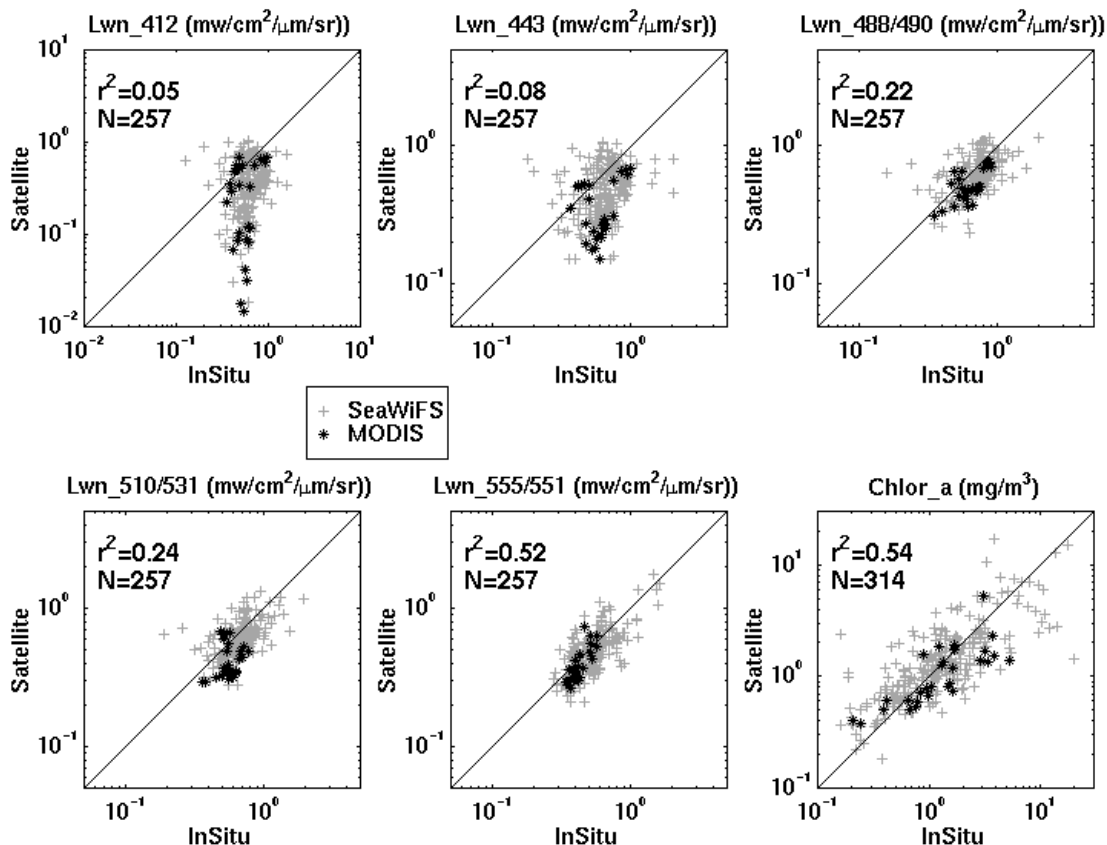 Lwn_412 (mw/cm²/μm/sr))
Lwn_443 (mw/cm²/μm/sr))
Lwn_488/490 (mw/cm²/μm/sr))
10¹
10⁰
10⁻¹
10⁻²
Satellite
r²=0.05
N=257
10⁻²
10⁻¹
10⁰
10¹
InSitu
10⁰
10⁻¹
Satellite
r²=0.08
N=257
10⁻¹
10⁰
InSitu
10⁰
10⁻¹
Satellite
r²=0.22
N=257
10⁻¹
10⁰
InSitu
SeaWiFS
MODIS
Lwn_510/531 (mw/cm²/μm/sr))
Lwn_555/551 (mw/cm²/μm/sr))
Chlor_a (mg/m³)
10⁰
10⁻¹
Satellite
r²=0.24
N=257
10⁻¹
10⁰
InSitu
10⁰
10⁻¹
Satellite
r²=0.52
N=257
10⁻¹
10⁰
InSitu
10¹
10⁰
10⁻¹
Satellite
r²=0.54
N=314
10⁻¹
10⁰
10¹
InSitu